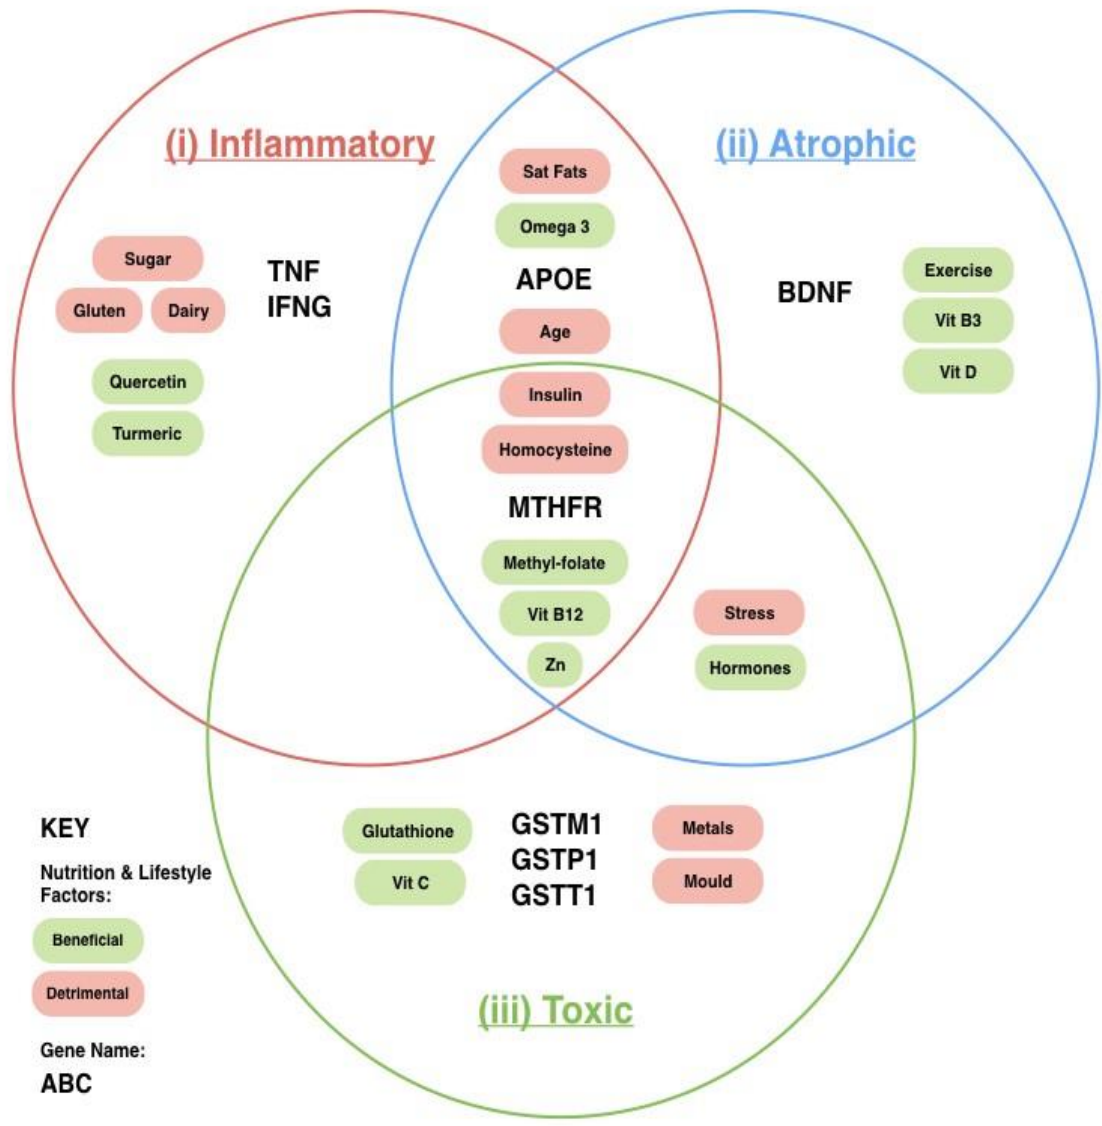 (i) Inflammatory
(ii) Atrophic
Sat Fats
Omega 3
APOE
Age
Sugar
Gluten
Dairy
TNF
IFNG
Quercetin
Turmeric
BDNF
Exercise
Vit B3
Vit D
Insulin
Homocysteine
MTHFR
Methyl-folate
Vit B12
Zn
Stress
Hormones
Glutathione
Vit C
GSTM1
GSTP1
GSTT1
Metals
Mould
(iii) Toxic
KEY
Nutrition & Lifestyle
Factors:
Beneficial
Detrimental
Gene Name:
ABC